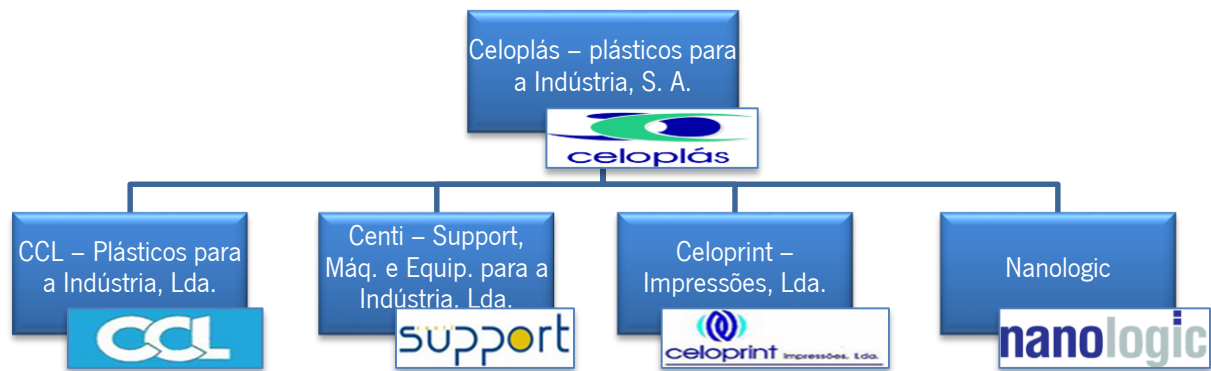 Celoplás – plásticos para
a Indústria, S. A.
celoplás
CCL – Plásticos para
a Indústria, Lda.
CCL
Centi – Support,
Máq. e Equip. para a
Indústria. Lda.
support
Celoprint –
Impressões, Lda.
celoprint Impressões, Lda.
Nanologic
nanologic